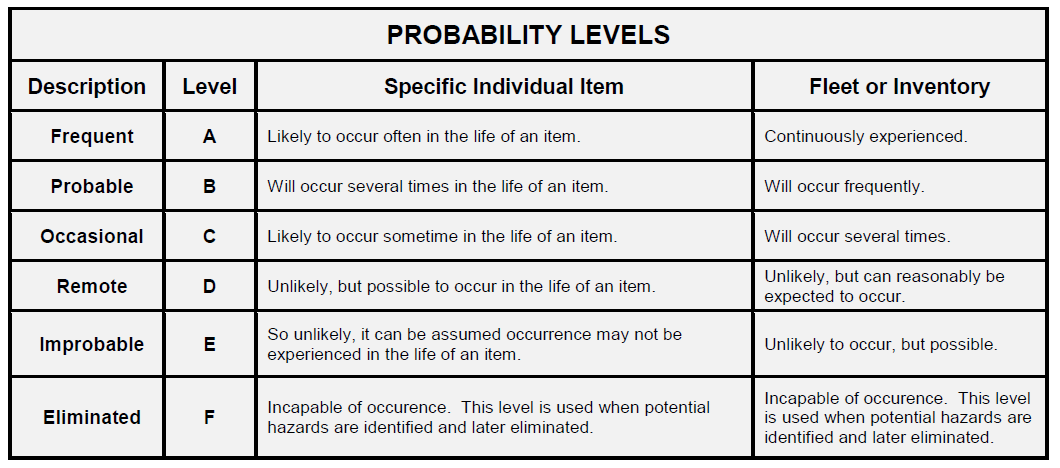 PROBABILITY LEVELS
Description Level Specific Individual Item Fleet or Inventory
Frequent A Likely to occur often in the life of an item. Continuously experienced.
Probable B Will occur several times in the life of an item. Will occur frequently.
Occasional C Likely to occur sometime in the life of an item. Will occur several times.
Remote D Unlikely, but possible to occur in the life of an item. Unlikely, but can reasonably be
expected to occur.
Improbable E So unlikely, it can be assumed occurrence may not be
experienced in the life of an item. Unlikely to occur, but possible.
Eliminated F Incapable of occurence. This level is used when potential
hazards are identified and later eliminated. Incapable of occurence. This level
is used when potential hazards are
identified and later eliminated.